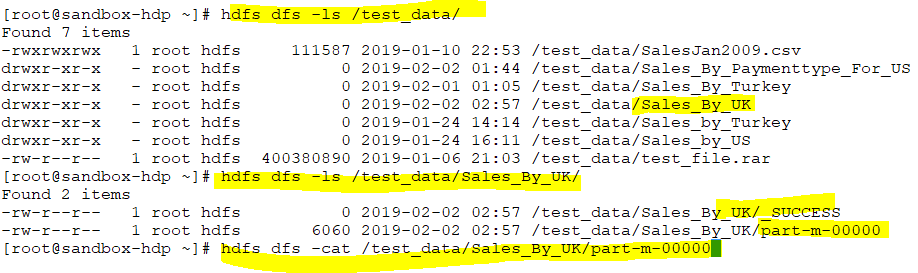 [root@sandbox-hdp ~]# hdfs dfs -ls /test_data/
Found 7 items
-rwxrwxrwx   1 root hdfs     111587 2019-01-10 22:53 /test_data/SalesJan2009.csv
drwxr-xr-x   - root hdfs          0 2019-02-02 01:44 /test_data/Sales_By_Paymenttype_For_US
drwxr-xr-x   - root hdfs          0 2019-02-01 01:05 /test_data/Sales_By_Turkey
drwxr-xr-x   - root hdfs          0 2019-02-02 02:57 /test_data/Sales_By_UK
drwxr-xr-x   - root hdfs          0 2019-01-24 14:14 /test_data/Sales_by_Turkey
drwxr-xr-x   - root hdfs          0 2019-01-24 16:11 /test_data/Sales_by_US
-rw-r--r--   1 root hdfs  400380890 2019-01-06 21:03 /test_data/test_file.rar
[root@sandbox-hdp ~]# hdfs dfs -ls /test_data/Sales_By_UK/
Found 2 items
-rw-r--r--   1 root hdfs          0 2019-02-02 02:57 /test_data/Sales_By_UK/_SUCCESS
-rw-r--r--   1 root hdfs       6060 2019-02-02 02:57 /test_data/Sales_By_UK/part-m-00000
[root@sandbox-hdp ~]# hdfs dfs -cat /test_data/Sales_By_UK/part-m-00000